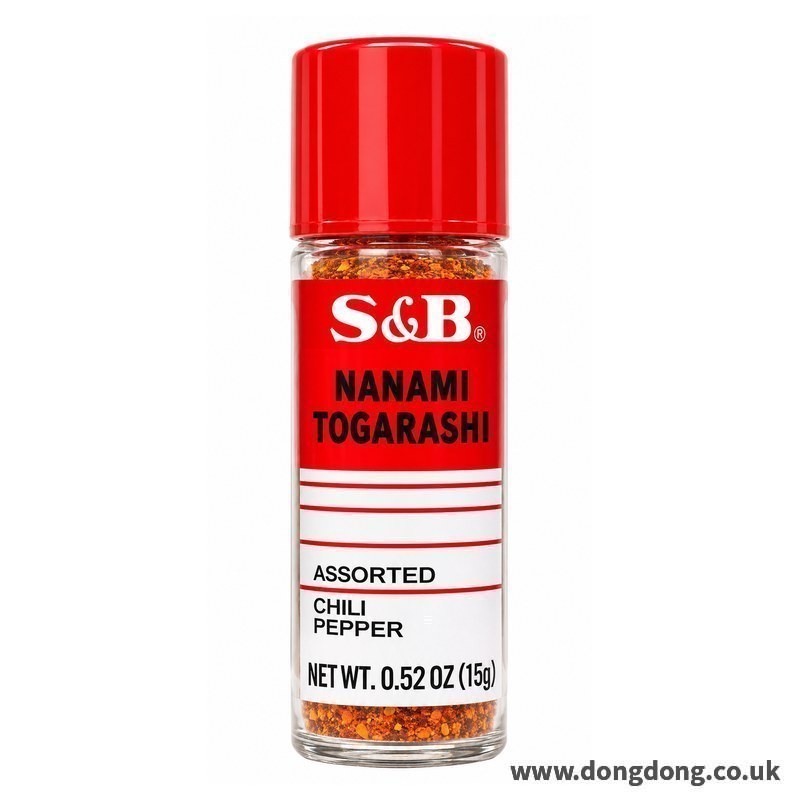 S&B®
NANAMI
TOGARASHI
ASSORTED
CHILI
PEPPER
NET WT. 0.52 OZ (15g)
www.dongdong.co.uk